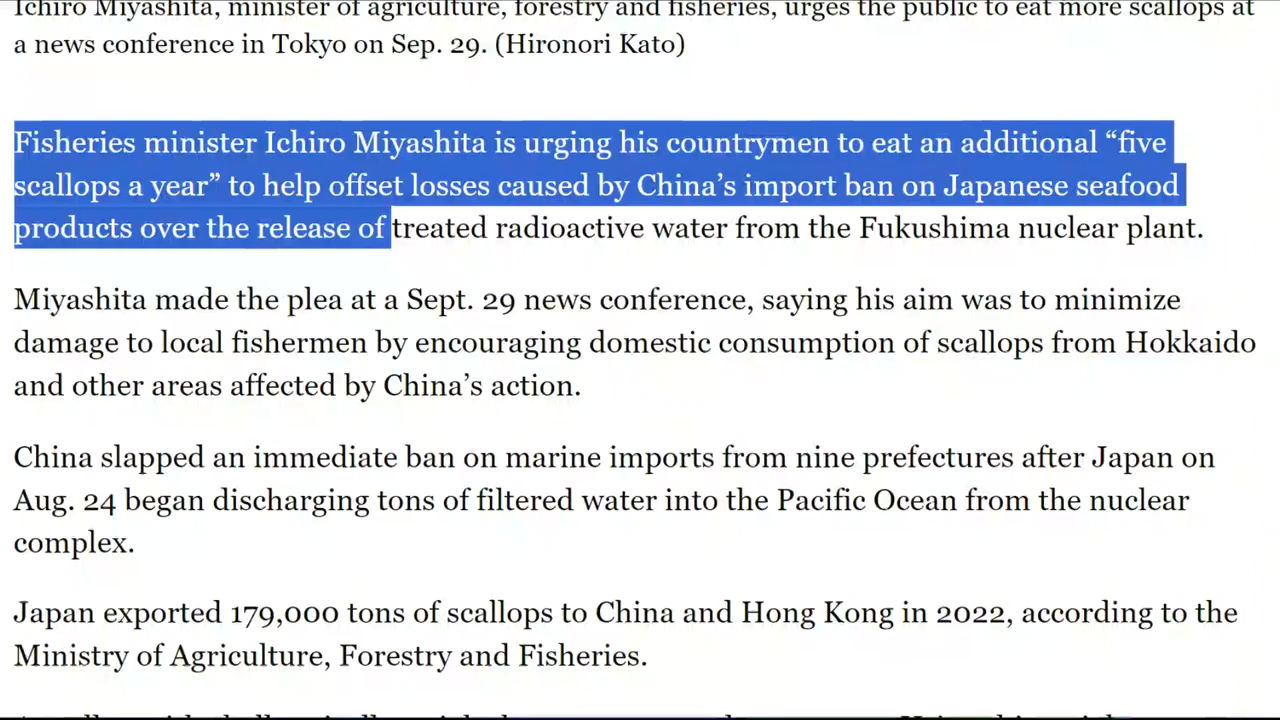 Ichiro Miyashita, minister of agriculture, forestry and fisheries, urges the public to eat more scallops at
a news conference in Tokyo on Sep. 29. (Hironori Kato)
Fisheries minister Ichiro Miyashita is urging his countrymen to eat an additional “five
scallops a year” to help offset losses caused by China’s import ban on Japanese seafood
products over the release of treated radioactive water from the Fukushima nuclear plant.
Miyashita made the plea at a Sept. 29 news conference, saying his aim was to minimize
damage to local fishermen by encouraging domestic consumption of scallops from Hokkaido
and other areas affected by China’s action.
China slapped an immediate ban on marine imports from nine prefectures after Japan on
Aug. 24 began discharging tons of filtered water into the Pacific Ocean from the nuclear
complex.
Japan exported 179,000 tons of scallops to China and Hong Kong in 2022, according to the
Ministry of Agriculture, Forestry and Fisheries.